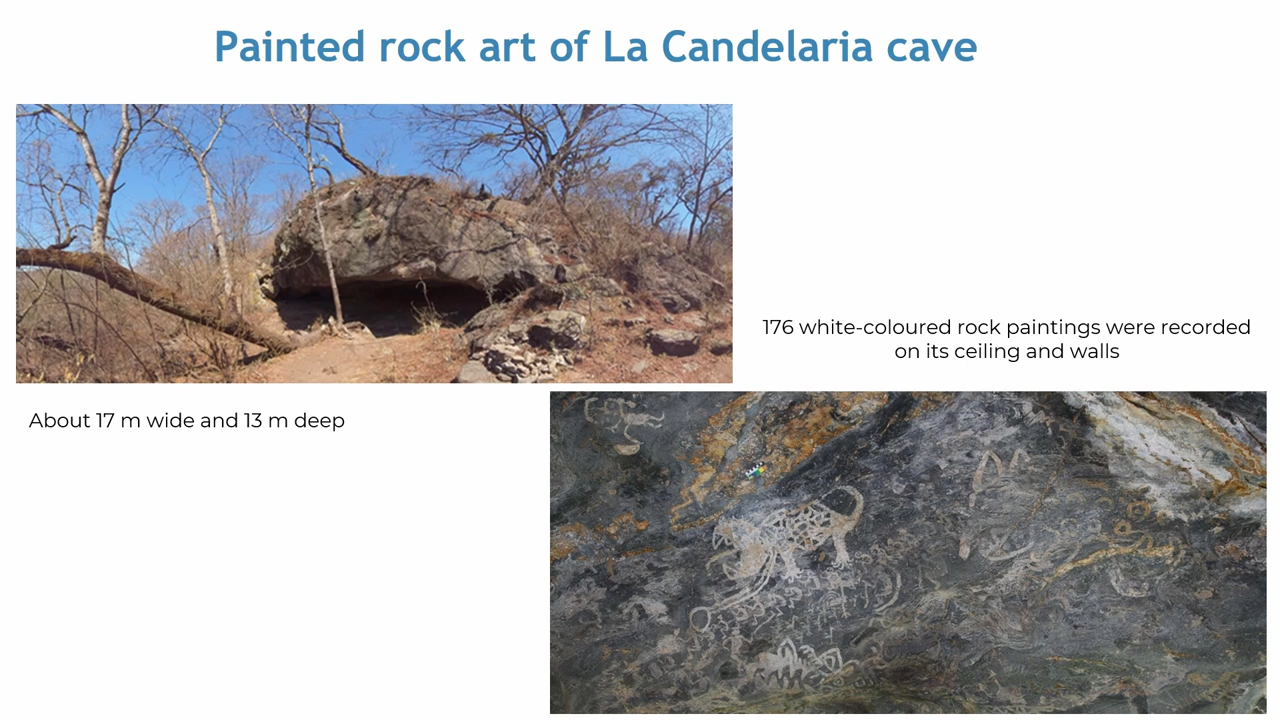 Painted rock art of La Candelaria cave
176 white-coloured rock paintings were recorded
on its ceiling and walls
About 17 m wide and 13 m deep